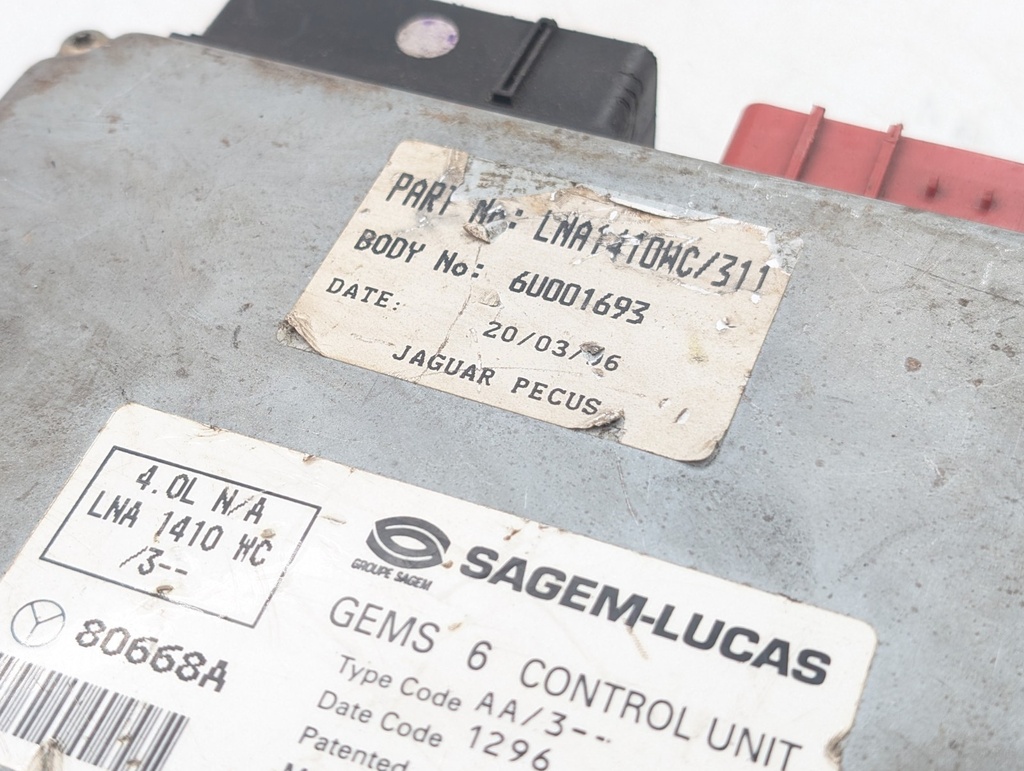 PART No: LNA1410WC/311
BODY No: 6U001693
DATE: 20/03/
JAGUAR PECUS
4.0L N/A
LNA 1410 WC
/3--
80668A
GROUPE SAGEM
SAGEM-LUCAS
GEMS 6 CONTROL UNIT
Type Code AA/3--
Date Code 1296
Patented